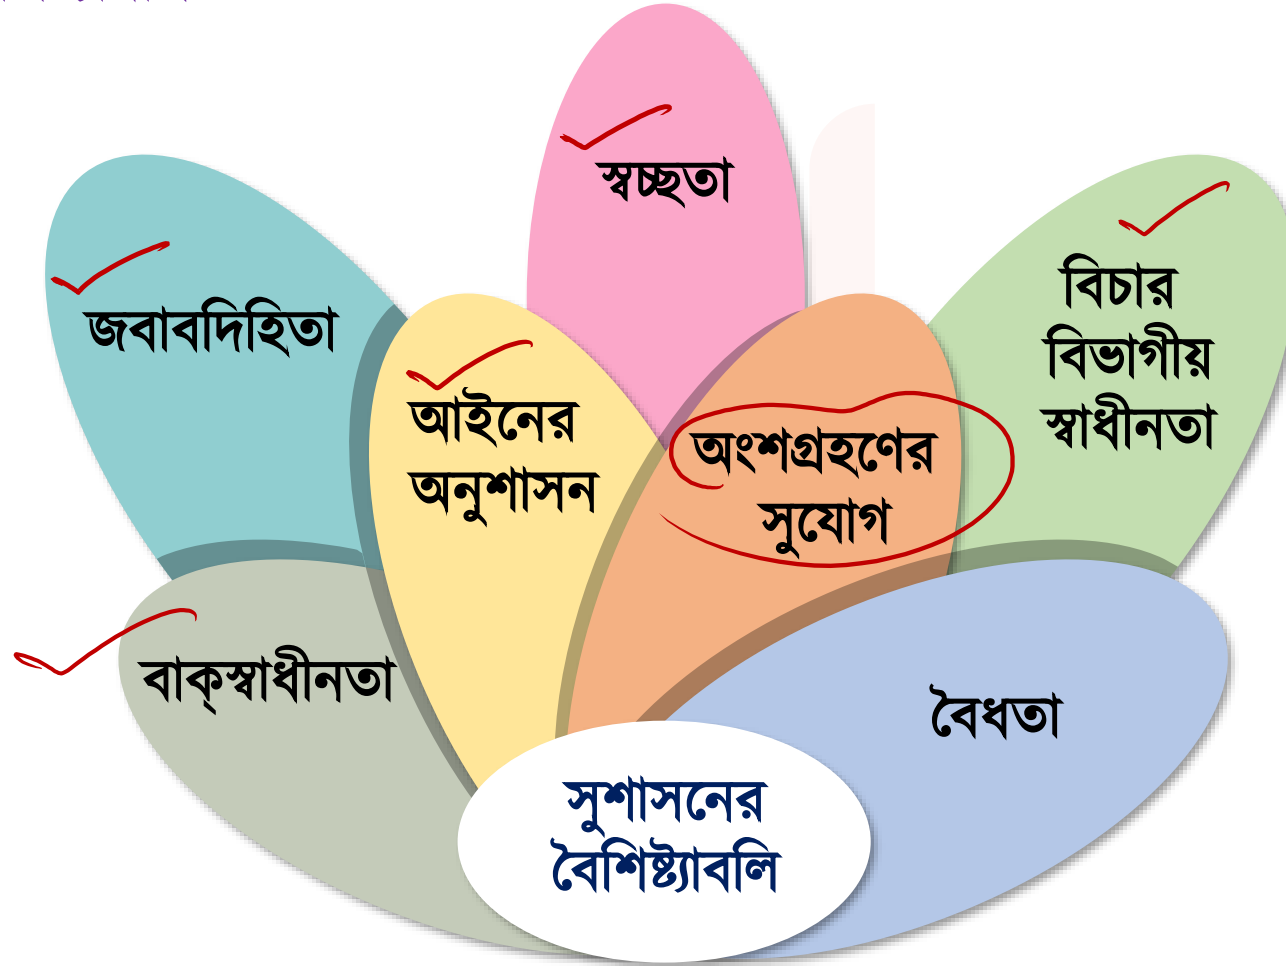 স্বচ্ছতা
জবাবদিহিতা
বিচার
বিভাগীয়
স্বাধীনতা
আইনের
অনুশাসন
অংশগ্রহণের
সুযোগ
বাক্‌স্বাধীনতা
বৈধতা
সুশাসনের
বৈশিষ্ট্যাবলি